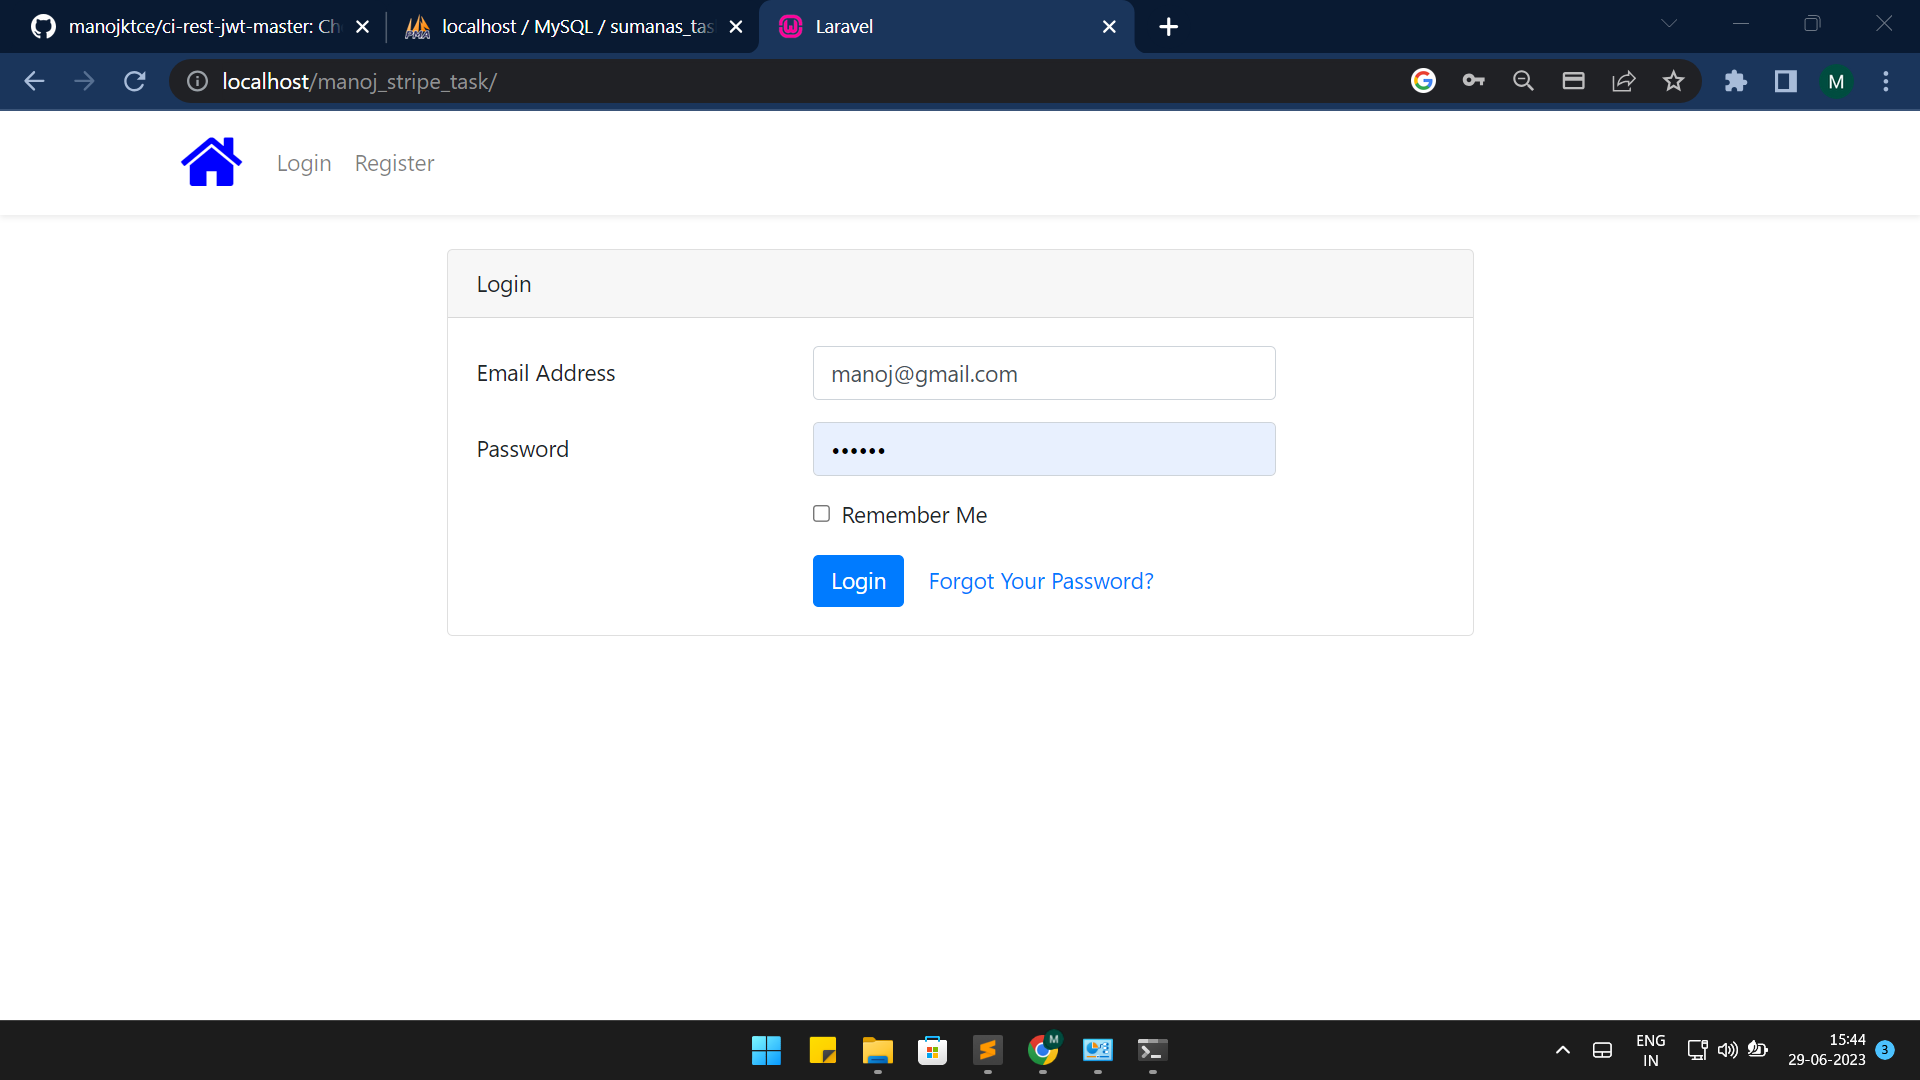 manojktce/ci-rest-jwt-master: Ch
localhost / MySQL / sumanas_tas
Laravel
localhost/manoj_stripe_task/
M
Login Register
Login
Email Address manoj@gmail.com
Password ••••••
Remember Me
Login Forgot Your Password?
M
ENG
IN
15:44
29-06-2023
3